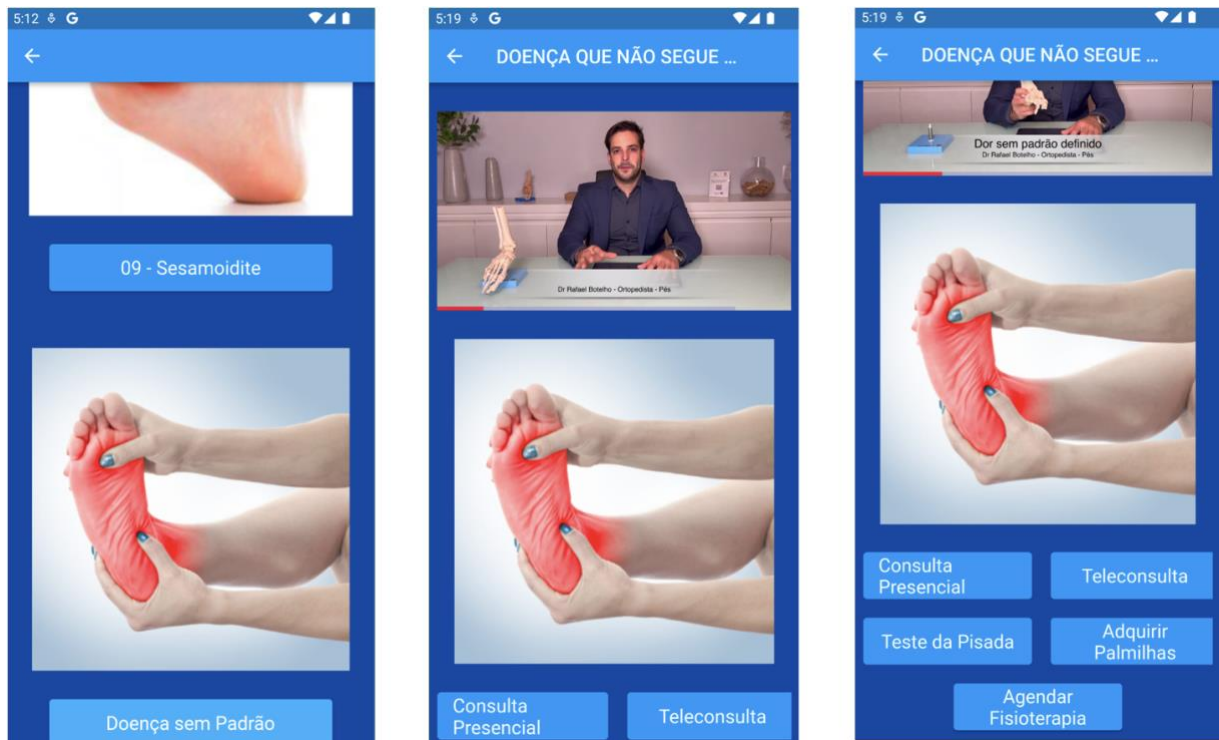 5:12 G
09 - Sesamoidite
Doença sem Padrão
5:19 G
DOENÇA QUE NÃO SEGUE ...
Dr Rafael Botelho - Ortopedista - Pés
Consulta
Presencial
Teleconsulta
5:19 G
DOENÇA QUE NÃO SEGUE ...
Dor sem padrão definido
Dr Rafael Botelho - Ortopedista - Pés
Consulta
Presencial
Teleconsulta
Teste da Pisada
Adquirir
Palmilhas
Agendar
Fisioterapia